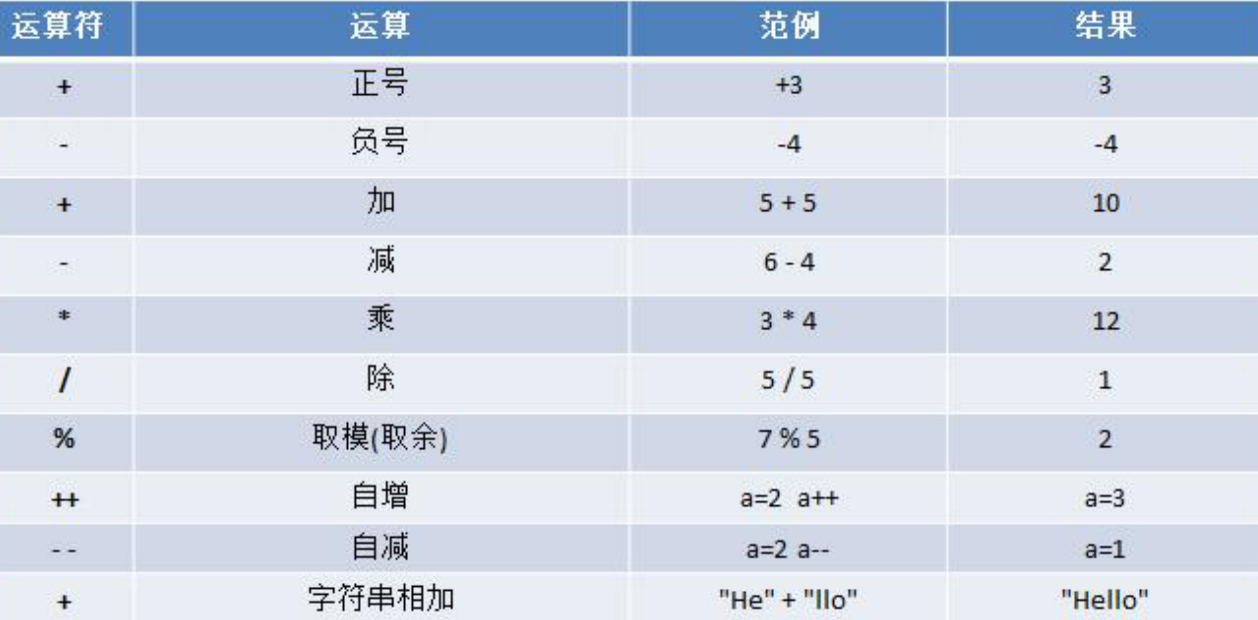 运算符 运算 范例 结果
+ 正号 +3 3
- 负号 -4 -4
+ 加 5 + 5 10
- 减 6 - 4 2
* 乘 3 * 4 12
/ 除 5 / 5 1
% 取模(取余) 7 % 5 2
++ 自增 a=2 a++ a=3
- - 自减 a=2 a-- a=1
+ 字符串相加 "He" + "llo" "Hello"